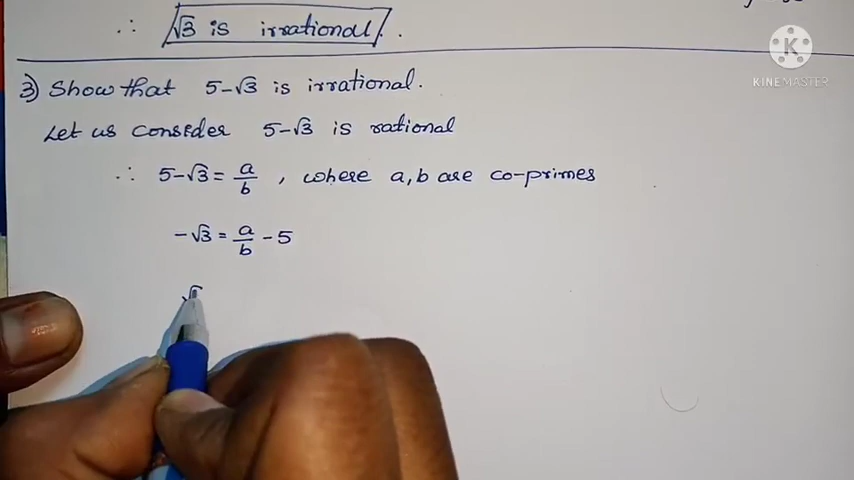 ∴ √3 is irrational.
K
KINEMASTER
3) Show that 5-√3 is irrational.
Let us consider 5-√3 is rational
∴ 5-√3 = a/b , where a,b are co-primes
-√3 = a/b - 5